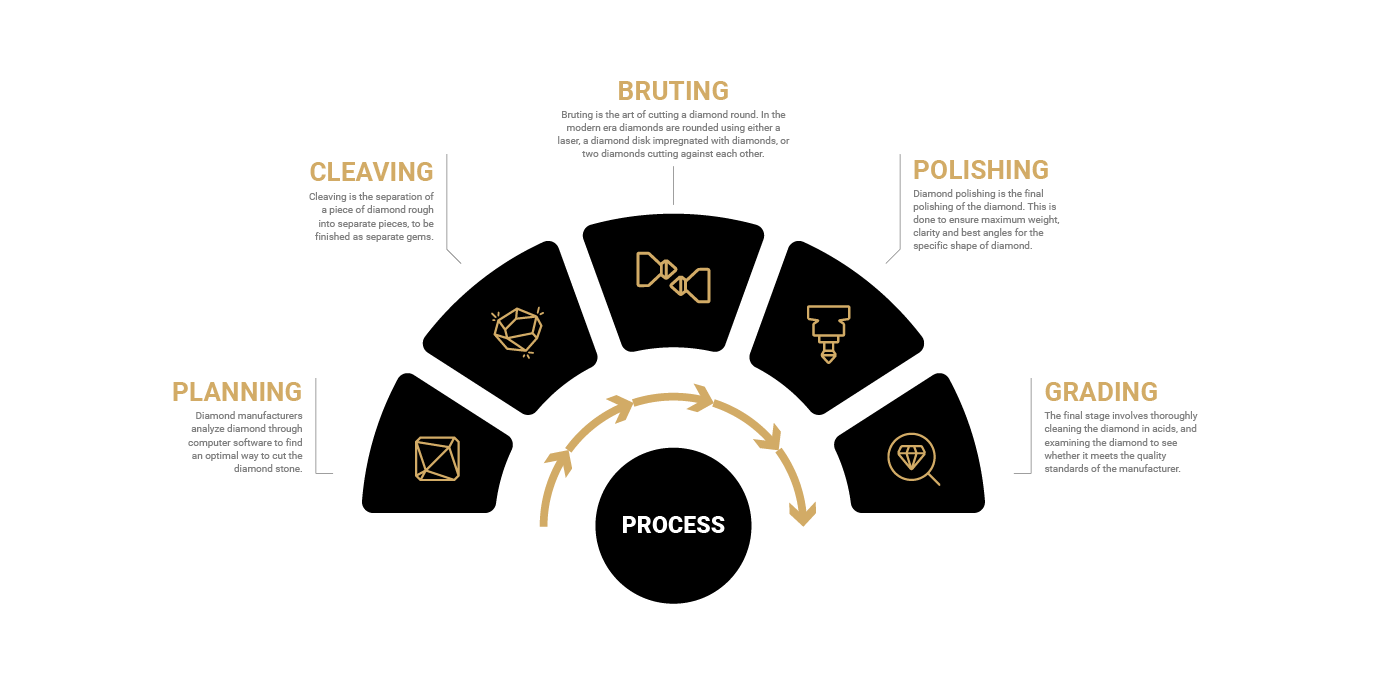 BRUTING
Bruting is the art of cutting a diamond round. In the
modern era diamonds are rounded using either a
laser, a diamond disk impregnated with diamonds, or
two diamonds cutting against each other.
CLEAVING
Cleaving is the separation of
a piece of diamond rough
into separate pieces, to be
finished as separate gems.
POLISHING
Diamond polishing is the final
polishing of the diamond. This is
done to ensure maximum weight,
clarity and best angles for the
specific shape of diamond.
PLANNING
Diamond manufacturers
analyze diamond through
computer software to find
an optimal way to cut the
diamond stone.
GRADING
The final stage involves thoroughly
cleaning the diamond in acids, and
examining the diamond to see
whether it meets the quality
standards of the manufacturer.
PROCESS